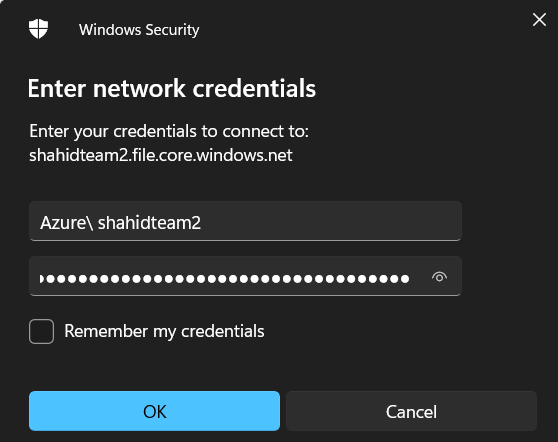 Windows Security
Enter network credentials
Enter your credentials to connect to:
shahidteam2.file.core.windows.net
Azure\ shahidteam2
Remember my credentials
OK
Cancel